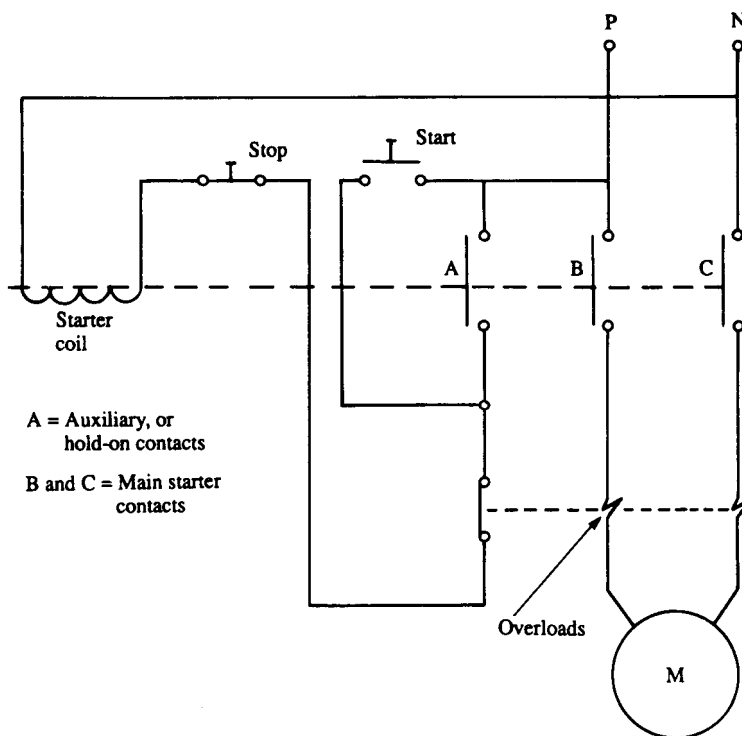 P
N
Stop
Start
A
B
C
Starter
coil
A = Auxiliary, or
hold-on contacts
B and C = Main starter
contacts
Overloads
M